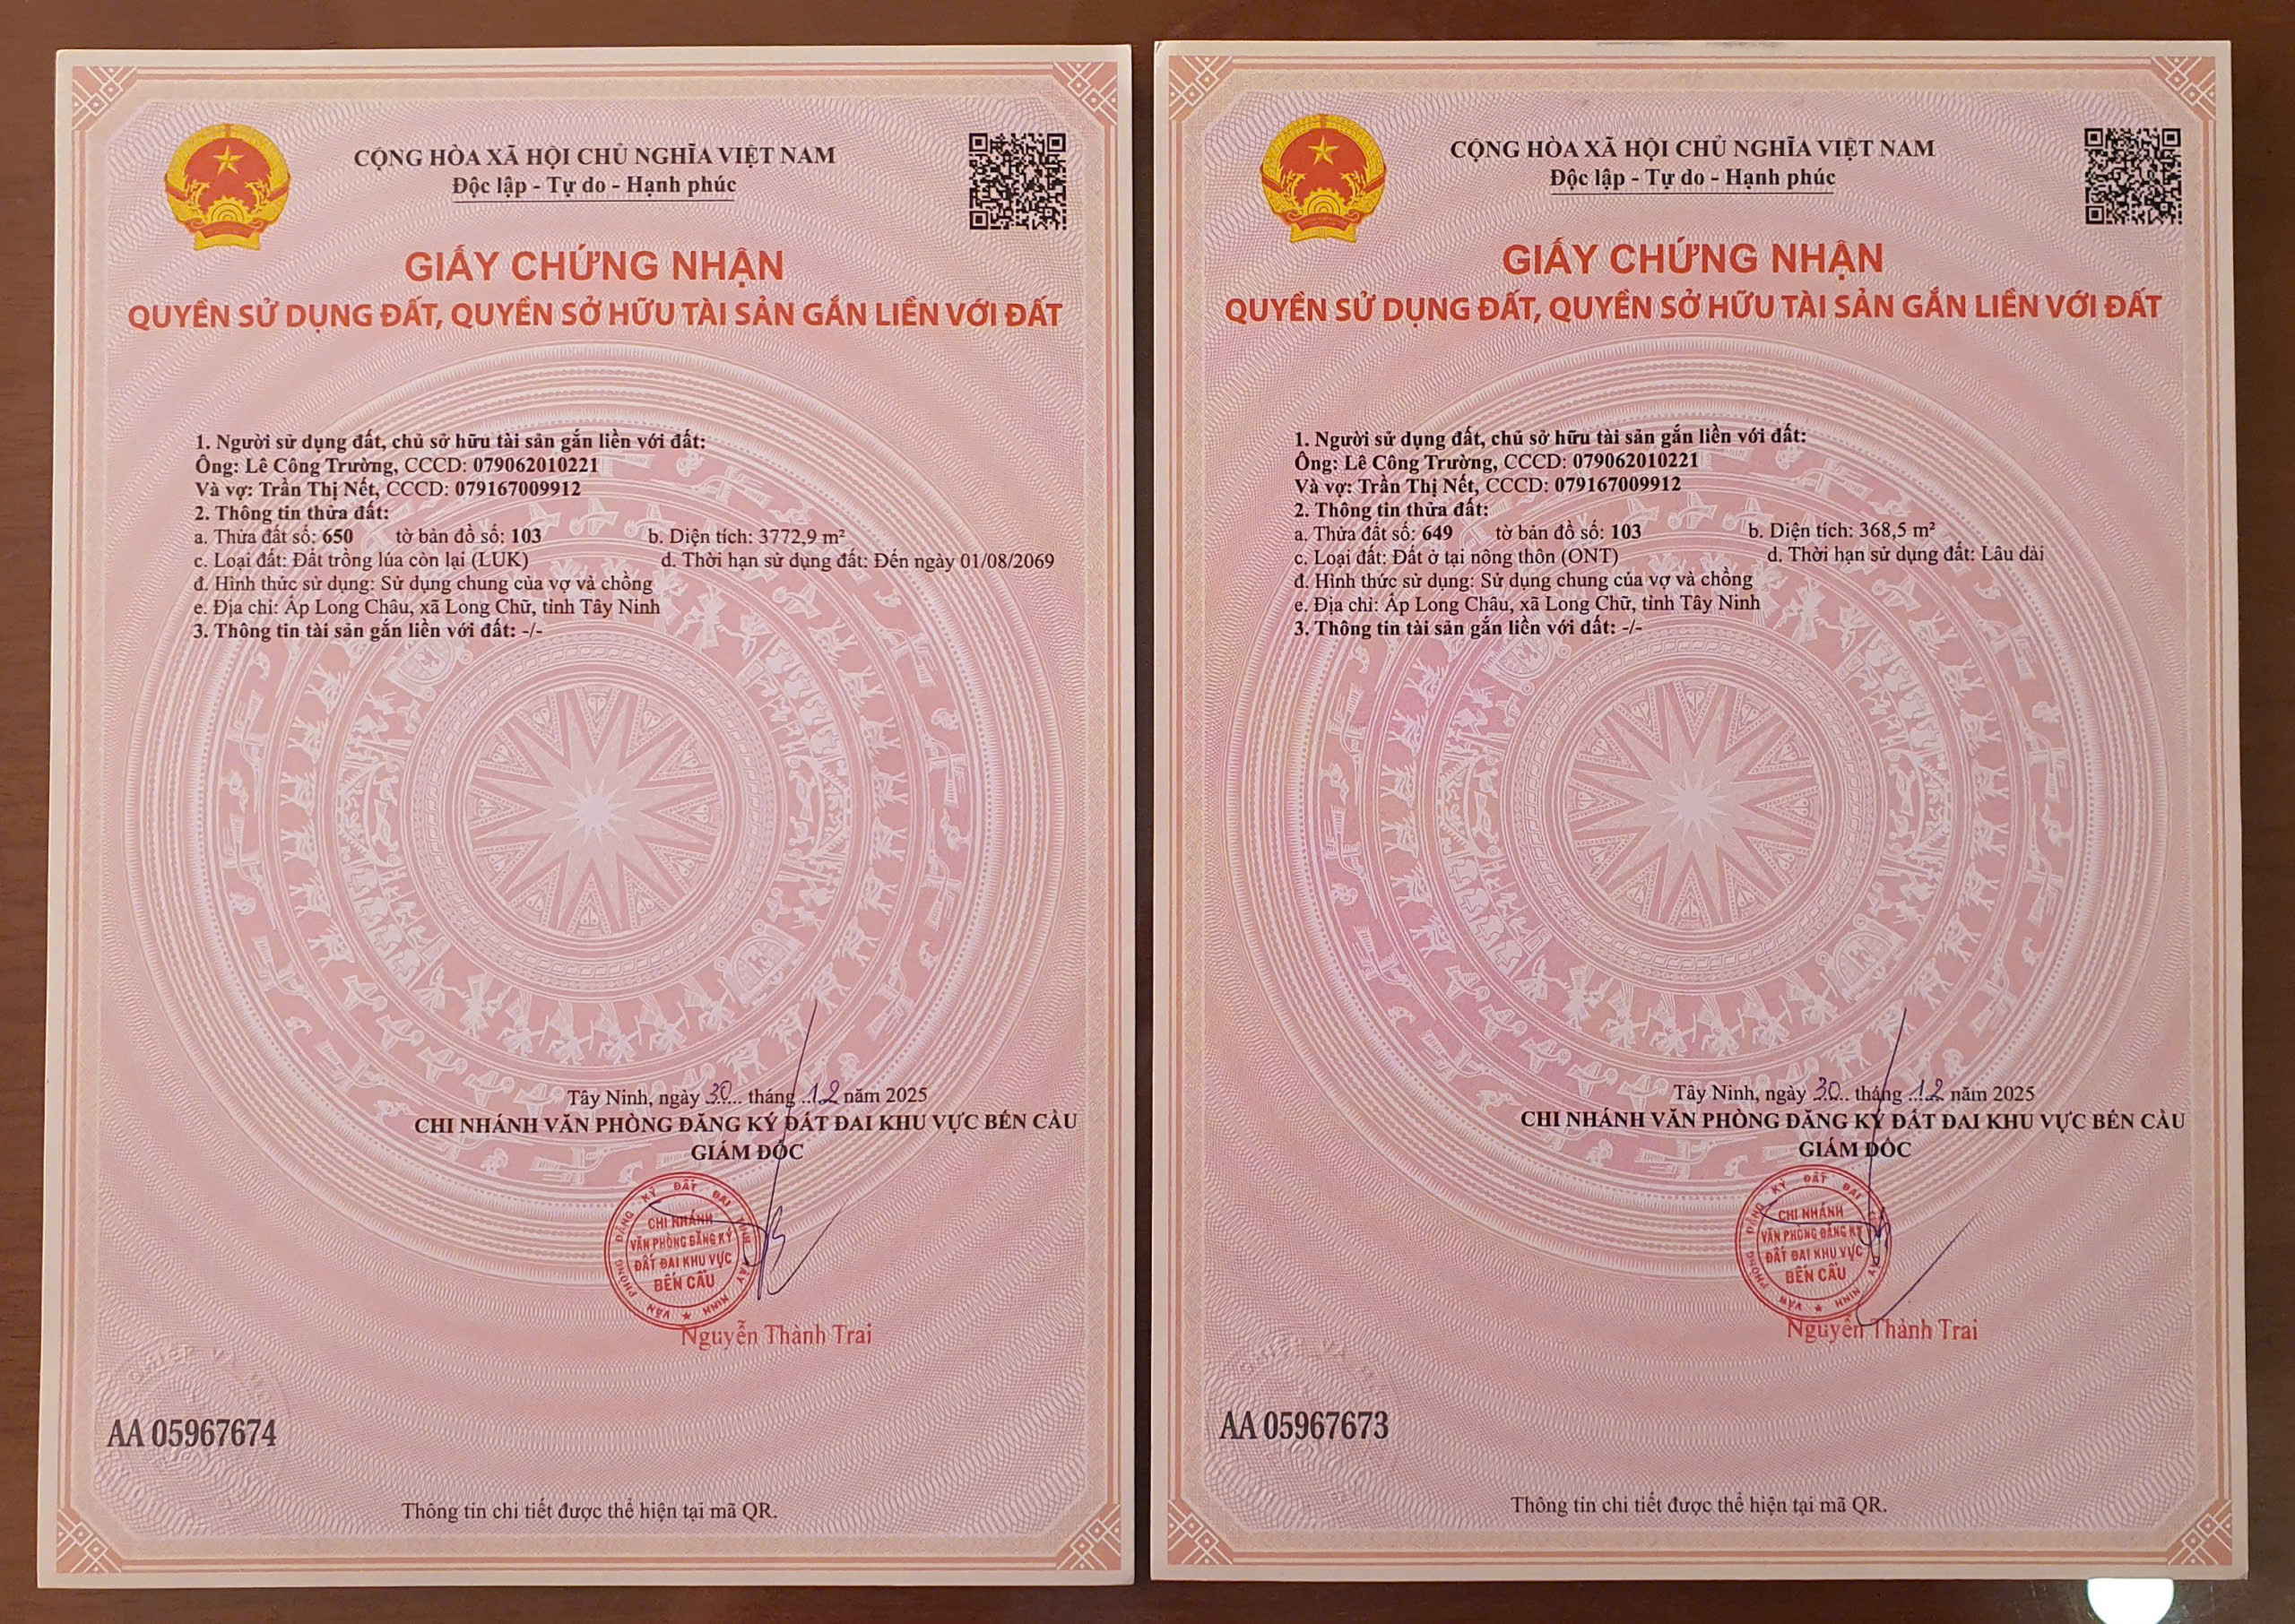 CỘNG HÒA XÃ HỘI CHỦ NGHĨA VIỆT NAM
Độc lập - Tự do - Hạnh phúc
GIẤY CHỨNG NHẬN
QUYỀN SỬ DỤNG ĐẤT, QUYỀN SỞ HỮU TÀI SẢN GẮN LIỀN VỚI ĐẤT
1. Người sử dụng đất, chủ sở hữu tài sản gắn liền với đất:
Ông: Lê Công Trường, CCCD: 079062010221
Và vợ: Trần Thị Nết, CCCD: 079167009912
2. Thông tin thửa đất:
a. Thửa đất số: 650 tờ bản đồ số: 103 b. Diện tích: 3772,9 m²
c. Loại đất: Đất trồng lúa còn lại (LUK) d. Thời hạn sử dụng đất: Đến ngày 01/08/2069
đ. Hình thức sử dụng: Sử dụng chung của vợ và chồng
e. Địa chỉ: Ấp Long Châu, xã Long Chữ, tỉnh Tây Ninh
3. Thông tin tài sản gắn liền với đất: -/-
Tây Ninh, ngày 30 tháng 12 năm 2025
CHI NHÁNH VĂN PHÒNG ĐĂNG KÝ ĐẤT ĐAI KHU VỰC BẾN CẦU
GIÁM ĐỐC
CHI NHÁNH
VĂN PHÒNG ĐĂNG KÝ
ĐẤT ĐAI KHU VỰC
BẾN CẦU
Nguyễn Thành Trai
AA 05967674
Thông tin chi tiết được thể hiện tại mã QR.
CỘNG HÒA XÃ HỘI CHỦ NGHĨA VIỆT NAM
Độc lập - Tự do - Hạnh phúc
GIẤY CHỨNG NHẬN
QUYỀN SỬ DỤNG ĐẤT, QUYỀN SỞ HỮU TÀI SẢN GẮN LIỀN VỚI ĐẤT
1. Người sử dụng đất, chủ sở hữu tài sản gắn liền với đất:
Ông: Lê Công Trường, CCCD: 079062010221
Và vợ: Trần Thị Nết, CCCD: 079167009912
2. Thông tin thửa đất:
a. Thửa đất số: 649 tờ bản đồ số: 103 b. Diện tích: 368,5 m²
c. Loại đất: Đất ở tại nông thôn (ONT) d. Thời hạn sử dụng đất: Lâu dài
đ. Hình thức sử dụng: Sử dụng chung của vợ và chồng
e. Địa chỉ: Ấp Long Châu, xã Long Chữ, tỉnh Tây Ninh
3. Thông tin tài sản gắn liền với đất: -/-
Tây Ninh, ngày 30 tháng 12 năm 2025
CHI NHÁNH VĂN PHÒNG ĐĂNG KÝ ĐẤT ĐAI KHU VỰC BẾN CẦU
GIÁM ĐỐC
CHI NHÁNH
VĂN PHÒNG ĐĂNG KÝ
ĐẤT ĐAI KHU VỰC
BẾN CẦU
Nguyễn Thành Trai
AA 05967673
Thông tin chi tiết được thể hiện tại mã QR.